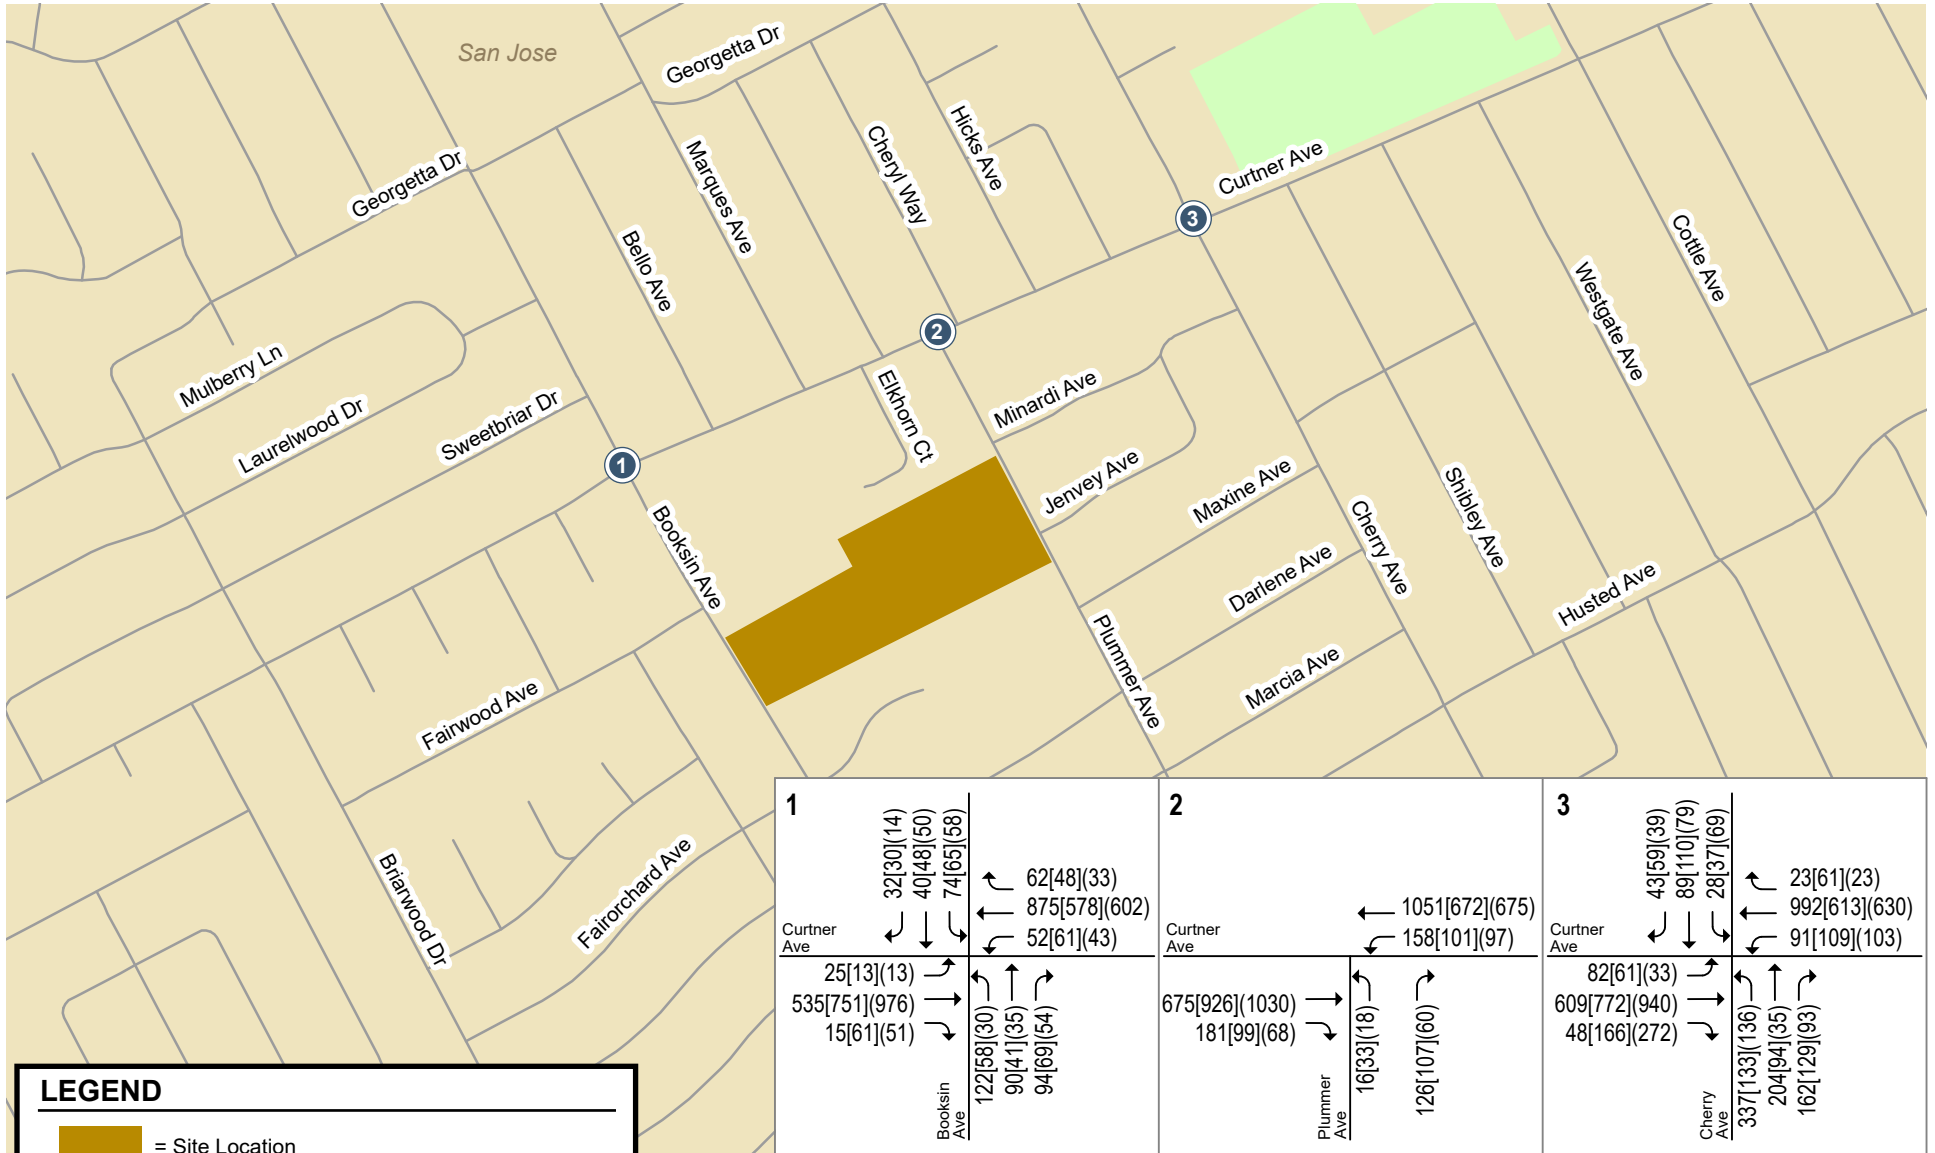 San Jose
Georgetta Dr
Georgetta Dr
Marques Ave
Cheryl Way
Hicks Ave
Curtner Ave
3
Bello Ave
Cottle Ave
Westgate Ave
2
Mulberry Ln
Laurelwood Dr
Sweetbriar Dr
Elkhorn Ct
Minardi Ave
1
Jenvey Ave
Maxine Ave
Booksin Ave
Cherry Ave
Shibley Ave
Darlene Ave
Husted Ave
Plummer Ave
Marcia Ave
Fairwood Ave
Fairorchard Ave
Briarwood Dr
1
32[30](14)
40[48](50)
74[65](58)
62[48](33)
875[578](602)
52[61](43)
Curtner
Ave
25[13](13)
535[751](976)
15[61](51)
122[58](30)
90[41](35)
94[69](54)
Booksin
Ave
2
1051[672](675)
158[101](97)
Curtner
Ave
675[926](1030)
181[99](68)
16[33](18)
126[107](60)
Plummer
Ave
3
43[59](39)
89[110](79)
28[37](69)
23[61](23)
992[613](630)
91[109](103)
Curtner
Ave
82[61](33)
609[772](940)
48[166](272)
337[133](136)
204[94](35)
162[129](93)
Cherry
Ave
LEGEND
= Site Location